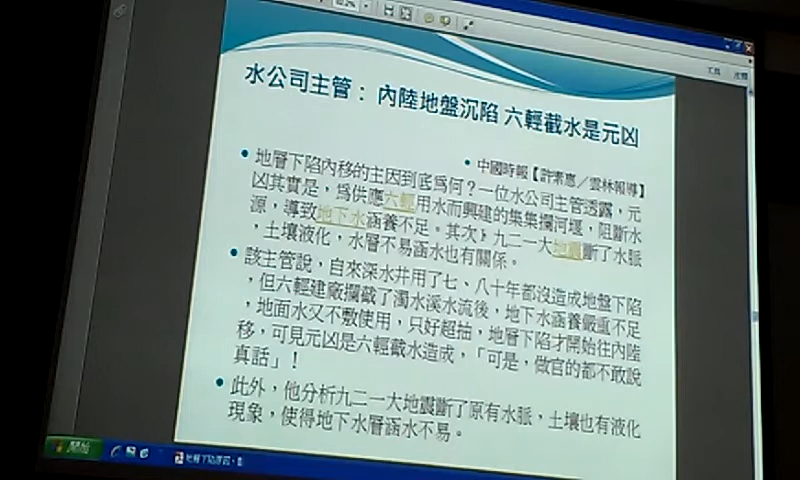 水公司主管： 內陸地盤沉陷 六輕截水是元凶
• 中國時報【許素惠／雲林報導】
• 地層下陷內移的主因到底為何？一位水公司主管透露，元
凶其實是，為供應六輕用水而興建的集集攔河堰，阻斷水
源，導致地下水涵養不足。其次，九二一大地震斷了水脈
，土壤液化，水層不易涵水也有關係。
• 該主管說，自來深水井用了七、八十年都沒造成地盤下陷
，但六輕建廠攔截了濁水溪水流後，地下水涵養嚴重不足
，地面水又不敷使用，只好超抽，地層下陷才開始往內陸
移，可見元凶是六輕截水造成，「可是，做官的都不敢說
真話」！
• 此外，他分析九二一大地震斷了原有水脈，土壤也有液化
現象，使得地下水層涵水不易。
開始